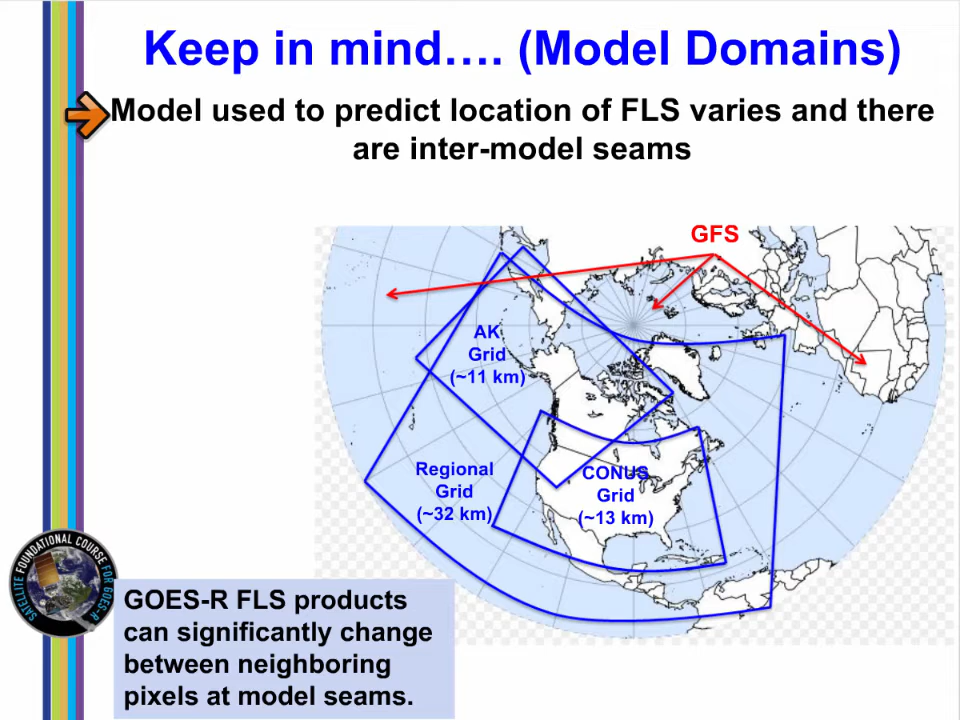 Keep in mind…. (Model Domains)
Model used to predict location of FLS varies and there
are inter-model seams
GFS
AK
Grid
(~11 km)
Regional
Grid
(~32 km)
CONUS
Grid
(~13 km)
SATELLITE FOUNDATIONAL COURSE FOR GOES-R
GOES-R FLS products
can significantly change
between neighboring
pixels at model seams.